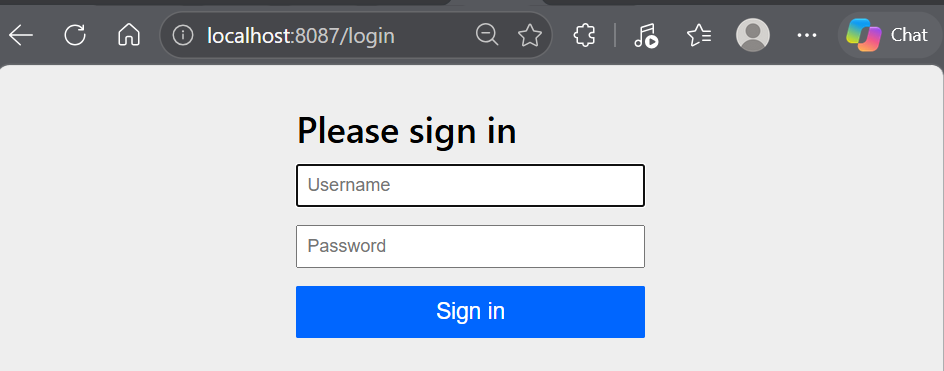 localhost:8087/login
Chat
Please sign in
Username
Password
Sign in